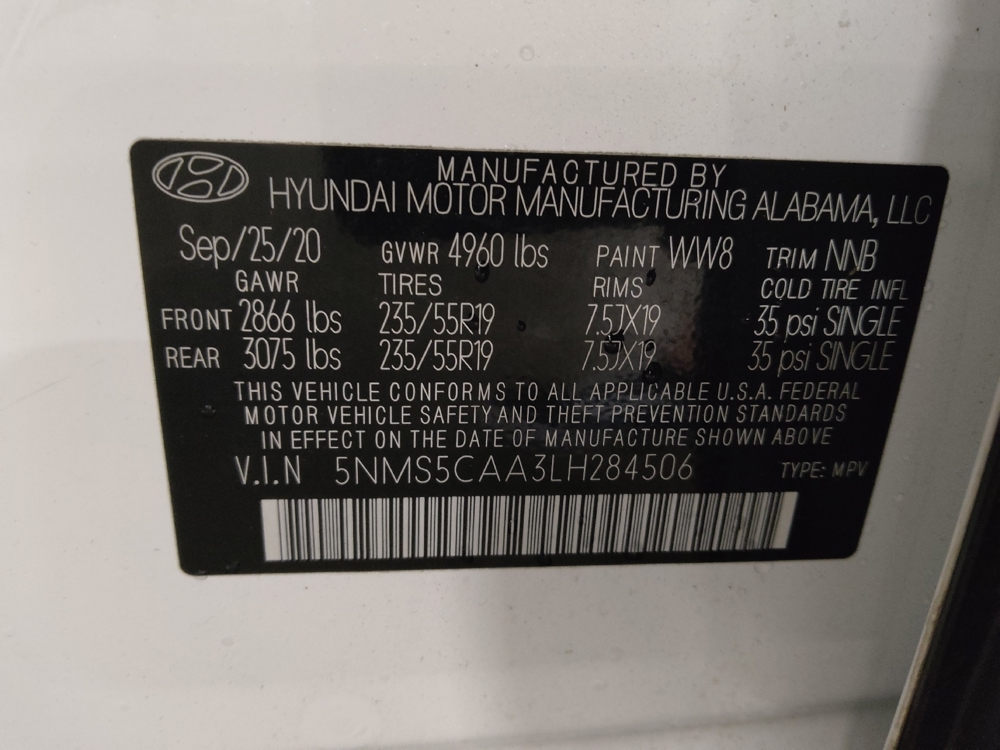 MANUFACTURED BY
HYUNDAI MOTOR MANUFACTURING ALABAMA, LLC
Sep/25/20 GVWR 4960 lbs PAINT WW8 TRIM NNB
GAWR TIRES RIMS COLD TIRE INFL
FRONT 2866 lbs 235/55R19 7.5JX19 35 psi SINGLE
REAR 3075 lbs 235/55R19 7.5JX19 35 psi SINGLE
THIS VEHICLE CONFORMS TO ALL APPLICABLE U.S.A. FEDERAL
MOTOR VEHICLE SAFETY AND THEFT PREVENTION STANDARDS
IN EFFECT ON THE DATE OF MANUFACTURE SHOWN ABOVE
V.I.N 5NMS5CAA3LH284506 TYPE: MPV